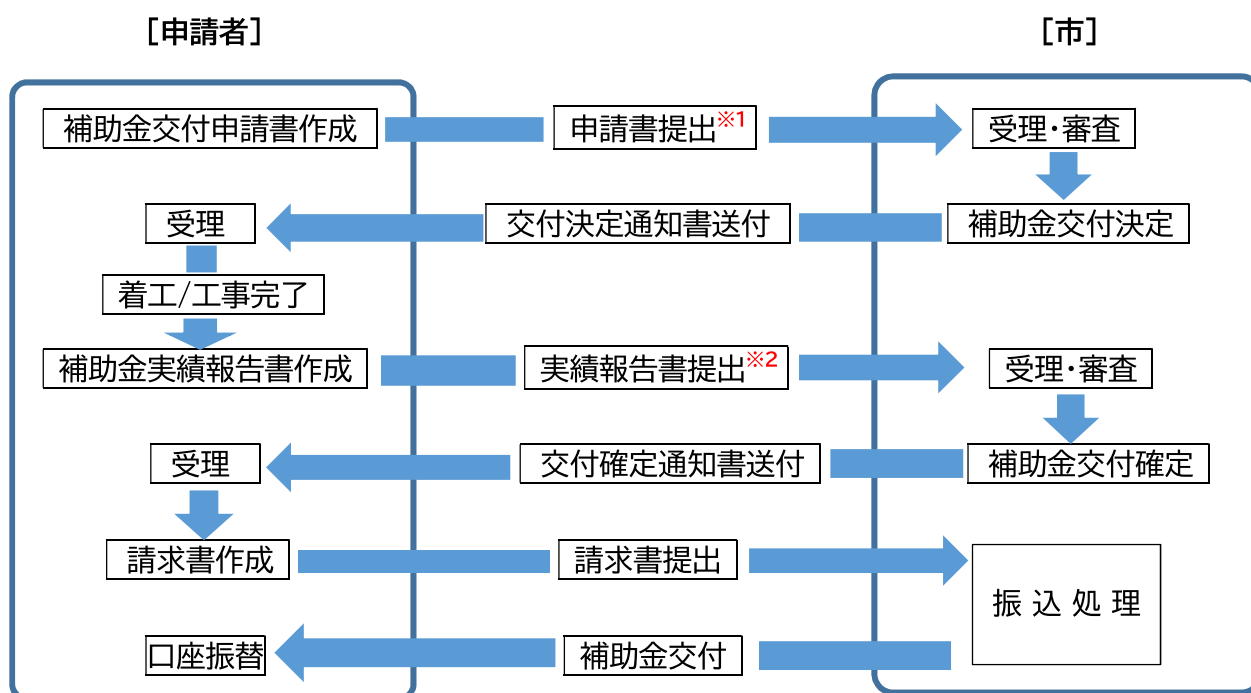 ［申請者］
［市］
補助金交付申請書作成
申請書提出※1
受理・審査
受理
交付決定通知書送付
補助金交付決定
着工/工事完了
補助金実績報告書作成
実績報告書提出※2
受理・審査
受理
交付確定通知書送付
補助金交付確定
請求書作成
請求書提出
振込処理
口座振替
補助金交付